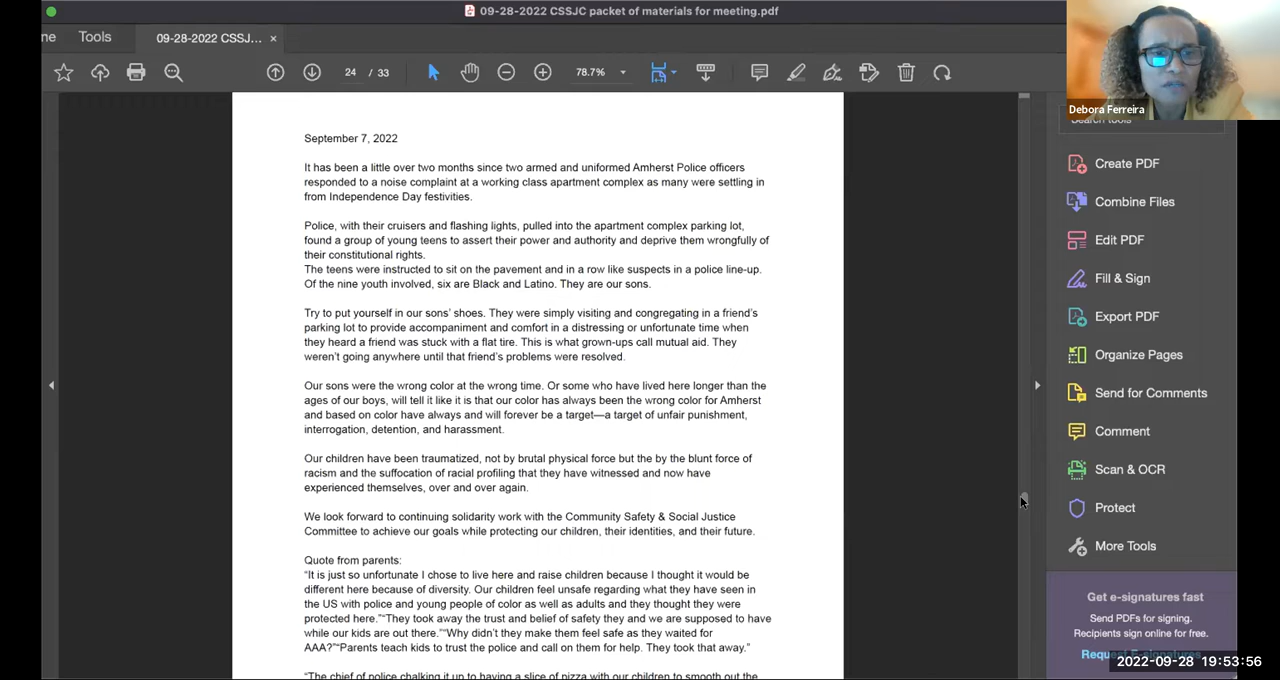 09-28-2022 CSSJC packet of materials for meeting.pdf
ne
Tools
09-28-2022 CSSJ... ×
24 / 33
78.7%
Debora Ferreira
Search tools
September 7, 2022
It has been a little over two months since two armed and uniformed Amherst Police officers
responded to a noise complaint at a working class apartment complex as many were settling in
from Independence Day festivities.
Police, with their cruisers and flashing lights, pulled into the apartment complex parking lot,
found a group of young teens to assert their power and authority and deprive them wrongfully of
their constitutional rights.
The teens were instructed to sit on the pavement and in a row like suspects in a police line-up.
Of the nine youth involved, six are Black and Latino. They are our sons.
Try to put yourself in our sons' shoes. They were simply visiting and congregating in a friend's
parking lot to provide accompaniment and comfort in a distressing or unfortunate time when
they heard a friend was stuck with a flat tire. This is what grown-ups call mutual aid. They
weren't going anywhere until that friend's problems were resolved.
Our sons were the wrong color at the wrong time. Or some who have lived here longer than the
ages of our boys, will tell it like it is that our color has always been the wrong color for Amherst
and based on color have always and will forever be a target—a target of unfair punishment,
interrogation, detention, and harassment.
Our children have been traumatized, not by brutal physical force but the by the blunt force of
racism and the suffocation of racial profiling that they have witnessed and now have
experienced themselves, over and over again.
We look forward to continuing solidarity work with the Community Safety & Social Justice
Committee to achieve our goals while protecting our children, their identities, and their future.
Quote from parents:
"It is just so unfortunate I chose to live here and raise children because I thought it would be
different here because of diversity. Our children feel unsafe regarding what they have seen in
the US with police and young people of color as well as adults and they thought they were
protected here.""They took away the trust and belief of safety they and we are supposed to have
while our kids are out there.""Why didn't they make them feel safe as they waited for
AAA?""Parents teach kids to trust the police and call on them for help. They took that away."
"The chief of police chalking it up to having a slice of pizza with our children to smooth out the
Create PDF
Combine Files
Edit PDF
Fill & Sign
Export PDF
Organize Pages
Send for Comments
Comment
Scan & OCR
Protect
More Tools
Get e-signatures fast
Send PDFs for signing.
Recipients sign online for free.
Request E-signatures
2022-09-28 19:53:56